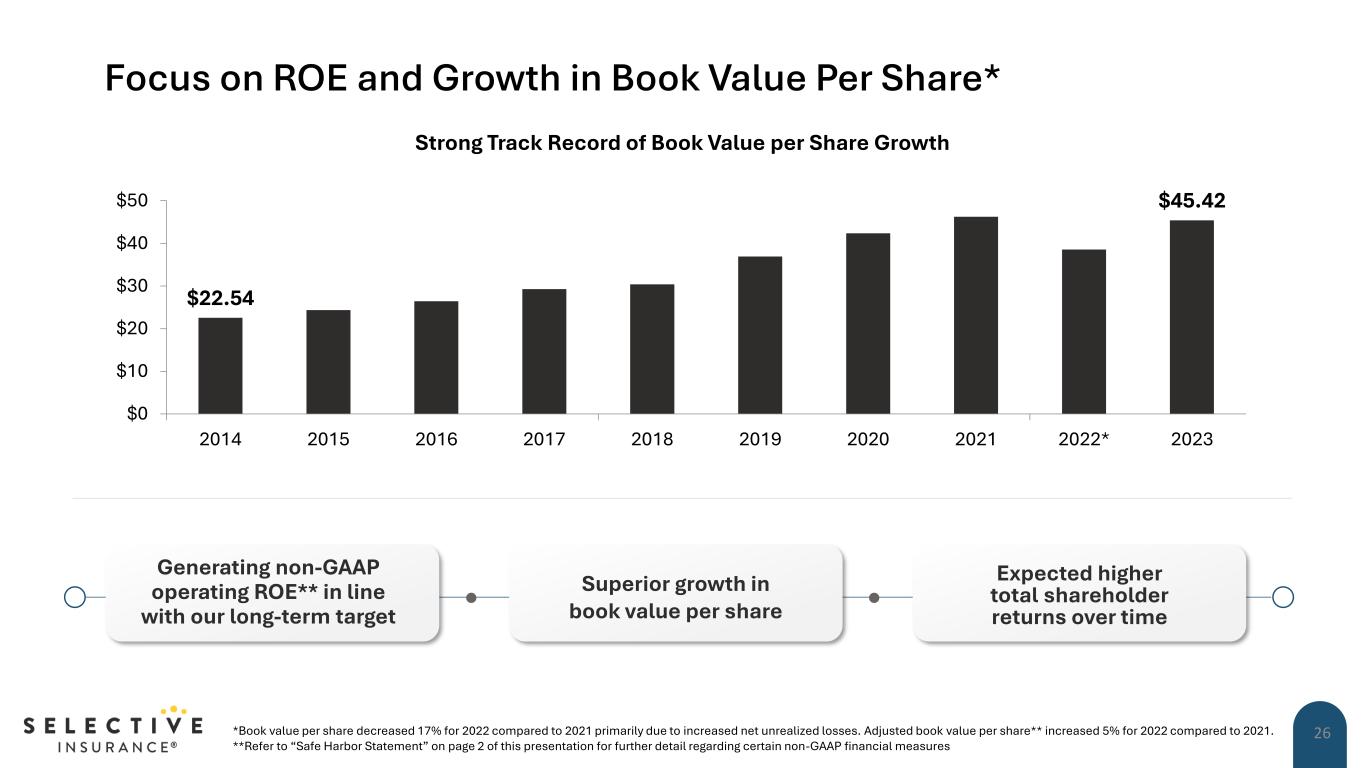 Focus on ROE and Growth in Book Value Per Share*
Strong Track Record of Book Value per Share Growth
$50
$40
$30
$20
$10
$0
$22.54
$45.42
2014 2015 2016 2017 2018 2019 2020 2021 2022* 2023
Generating non-GAAP
operating ROE** in line
with our long-term target
Superior growth in
book value per share
Expected higher
total shareholder
returns over time
SELECTIVE
INSURANCE®
*Book value per share decreased 17% for 2022 compared to 2021 primarily due to increased net unrealized losses. Adjusted book value per share** increased 5% for 2022 compared to 2021.
**Refer to “Safe Harbor Statement” on page 2 of this presentation for further detail regarding certain non-GAAP financial measures
26